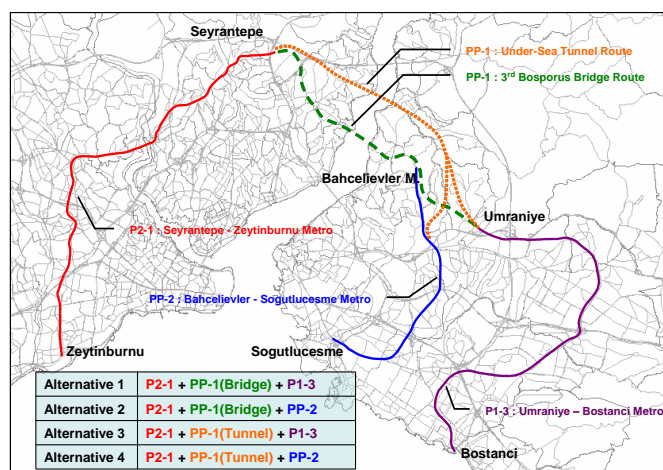 Seyrantepe
PP-1 : Under-Sea Tunnel Route
PP-1 : 3rd Bosporus Bridge Route
Bahcelievler M.
Umraniye
P2-1 : Seyrantepe - Zeytinburnu Metro
PP-2 : Bahcelievler - Sogutlucesme Metro
Zeytinburnu
Sogutlucesme
Alternative 1 P2-1 + PP-1(Bridge) + P1-3
Alternative 2 P2-1 + PP-1(Bridge) + PP-2
Alternative 3 P2-1 + PP-1(Tunnel) + P1-3
Alternative 4 P2-1 + PP-1(Tunnel) + PP-2
P1-3 : Umraniye – Bostanci Metro
Bostanci